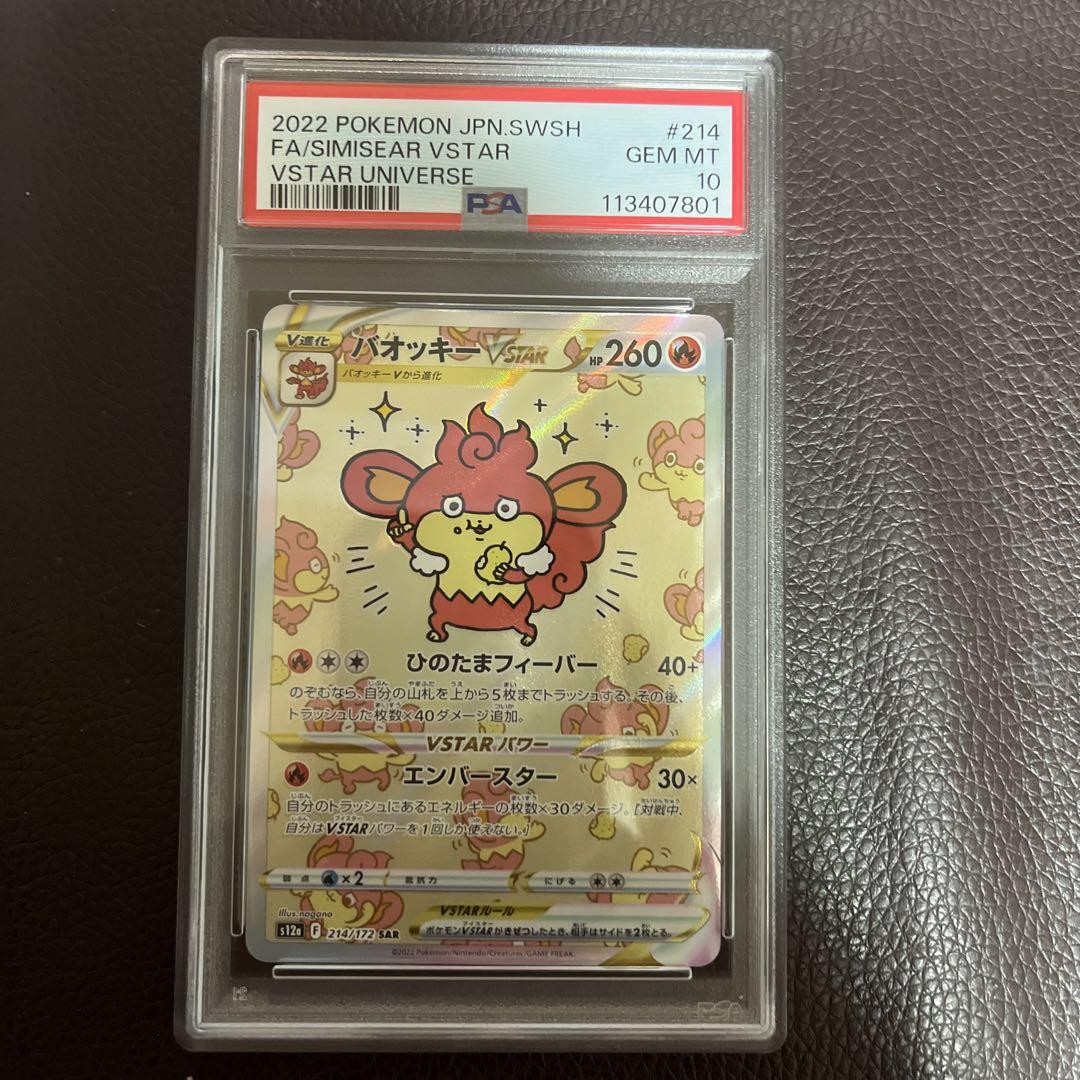 2022 POKEMON JPN.SWSH #214
FA/SIMISEAR VSTAR GEM MT
VSTAR UNIVERSE 10
PSA 113407801
V進化 バオッキー VSTAR HP 260
バオッキーVから進化
ひのたまフィーバー 40+
のぞむなら、自分の山札を上から5枚までトラッシュする。その後、
トラッシュした枚数×40ダメージ追加。
VSTARパワー
エンバースター 30×
自分のトラッシュにあるエネルギーの枚数×30ダメージ。[対戦中、
自分はVSTARパワーを1回しか使えない。]
弱点 ×2 抵抗力 にげる
Illus.nagano
VSTARルール
s12a F 214/172 SAR
ポケモンVSTARがきぜつしたとき、相手はサイドを2枚とる。
©2022 Pokémon/Nintendo/Creatures/GAME FREAK.
PSA